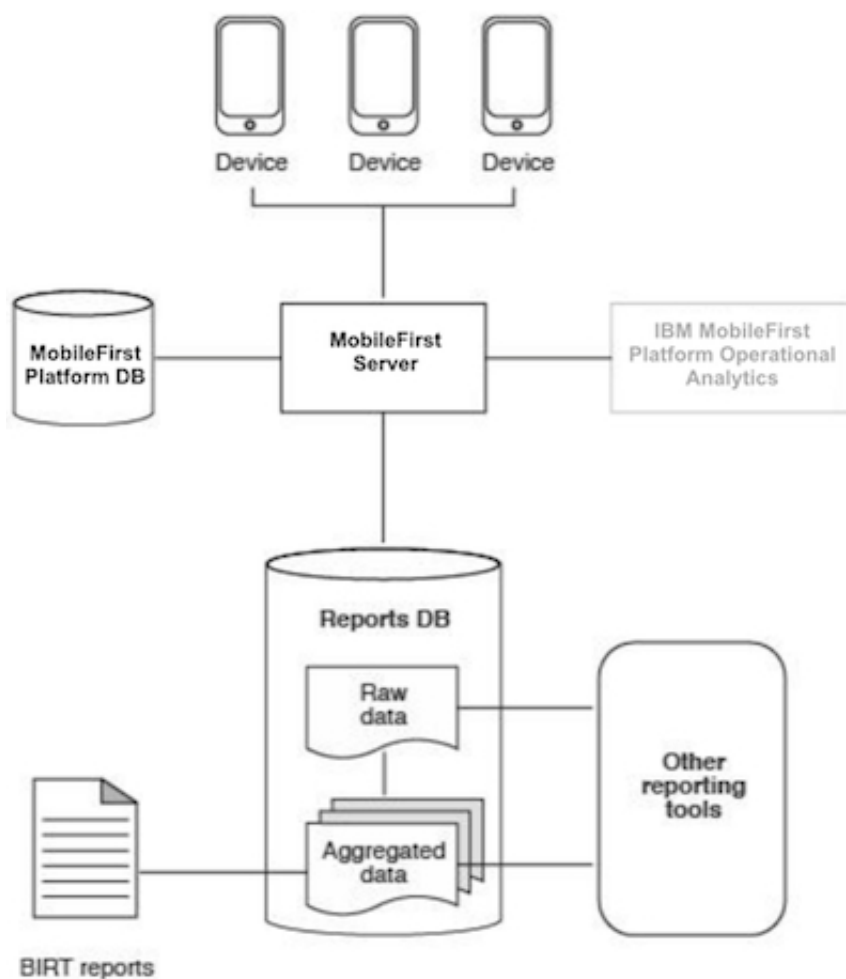 Device
Device
Device
MobileFirst
Platform DB
MobileFirst
Server
IBM MobileFirst
Platform Operational
Analytics
Reports DB
Raw
data
Aggregated
data
Other
reporting
tools
BIRT reports